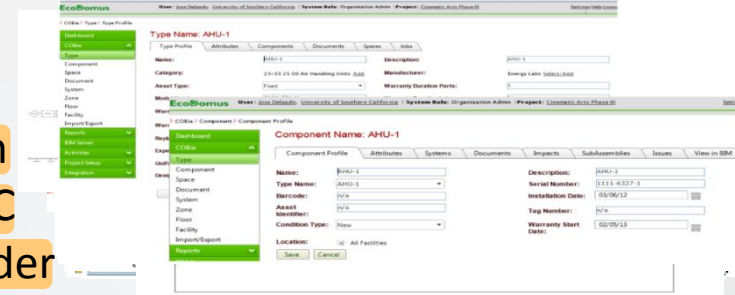 EcoDomus
User: Jose Delgado, University of Southern California | System Role: Organization Admin | Project: Cinematic Arts Phase III
Settings Help Logout
COBie > Type > Type Profile
Dashboard
COBie
Type
Component
Space
Document
System
Zone
Floor
Facility
Import/Export
Reports
BIM Server
Activities
Project Setup
Integration
Type Name: AHU-1
Type Profile Attributes Components Documents Spares Jobs
Name: AHU-1 Description: AHU-1
Category: 23-33 25 00 Air Handling Units Add Manufacturer: Energy Labs Select/Add
Asset Type: Fixed Warranty Duration Parts: 5
EcoDomus
User: Jose Delgado, University of Southern California | System Role: Organization Admin | Project: Cinematic Arts Phase III
COBie > Component > Component Profile
Dashboard
COBie
Type
Component
Space
Document
System
Zone
Floor
Facility
Import/Export
Reports
Component Name: AHU-1
Component Profile Attributes Systems Documents Impacts SubAssemblies Issues View in BIM
Name: AHU-1 Description: AHU-1
Type Name: AHU-1 Serial Number: 1111-6327-1
Barcode: n/a Installation Date: 03/06/12
Asset Identifier: n/a Tag Number: n/a
Condition Type: New Warranty Start Date: 02/05/13
Location: All Facilities
Save Cancel
der